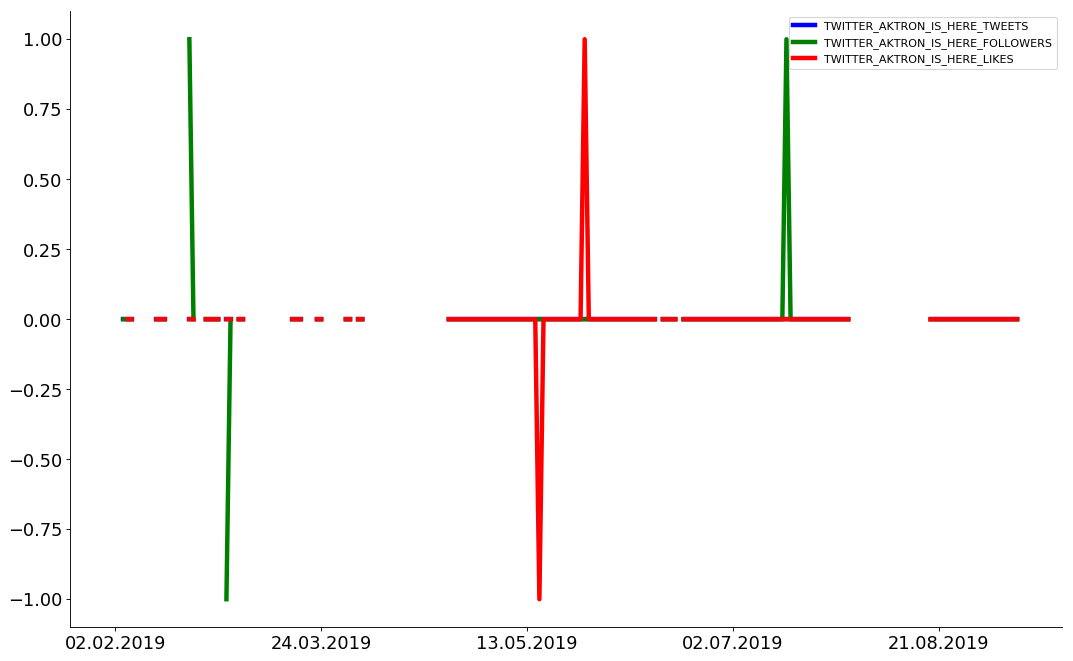 TWITTER_AKTRON_IS_HERE_TWEETS
TWITTER_AKTRON_IS_HERE_FOLLOWERS
TWITTER_AKTRON_IS_HERE_LIKES
1.00
0.75
0.50
0.25
0.00
−0.25
−0.50
−0.75
−1.00
02.02.2019 24.03.2019 13.05.2019 02.07.2019 21.08.2019